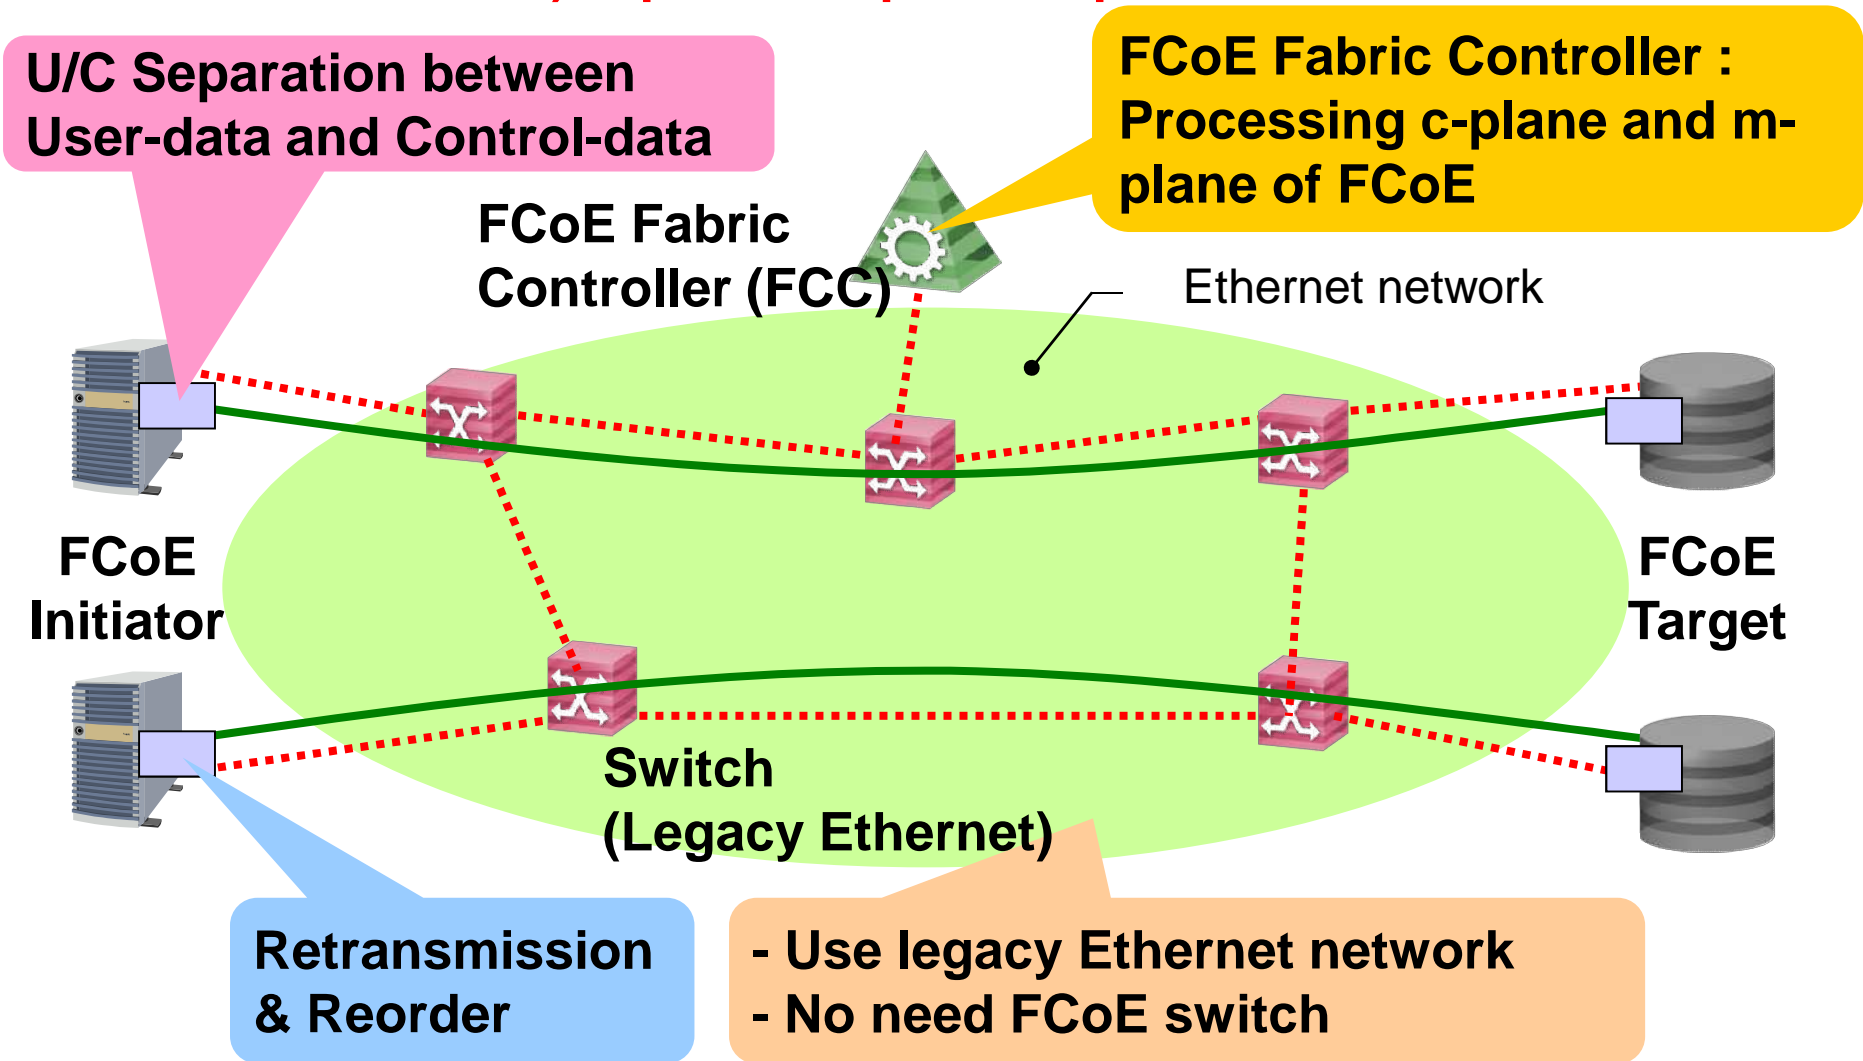 U/C Separation between
User-data and Control-data
FCoE Fabric Controller :
Processing c-plane and m-
plane of FCoE
FCoE Fabric
Controller (FCC)
Ethernet network
FCoE
Initiator
FCoE
Target
Switch
(Legacy Ethernet)
Retransmission
& Reorder
- Use legacy Ethernet network
- No need FCoE switch